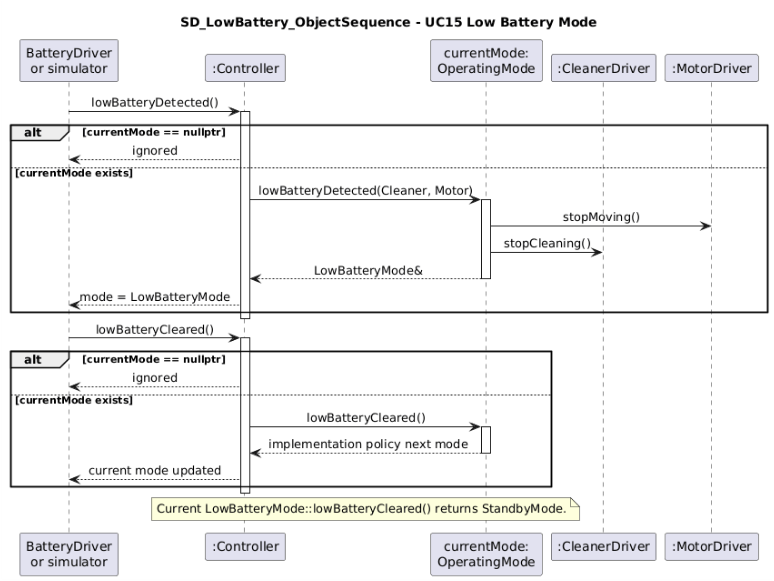 SD_LowBattery_ObjectSequence - UC15 Low Battery Mode
BatteryDriver
or simulator
:Controller
currentMode:
OperatingMode
:CleanerDriver
:MotorDriver
lowBatteryDetected()
alt
[currentMode == nullptr]
ignored
[currentMode exists]
lowBatteryDetected(Cleaner, Motor)
stopMoving()
stopCleaning()
LowBatteryMode&
mode = LowBatteryMode
lowBatteryCleared()
alt
[currentMode == nullptr]
ignored
[currentMode exists]
lowBatteryCleared()
implementation policy next mode
current mode updated
Current LowBatteryMode::lowBatteryCleared() returns StandbyMode.
BatteryDriver
or simulator
:Controller
currentMode:
OperatingMode
:CleanerDriver
:MotorDriver